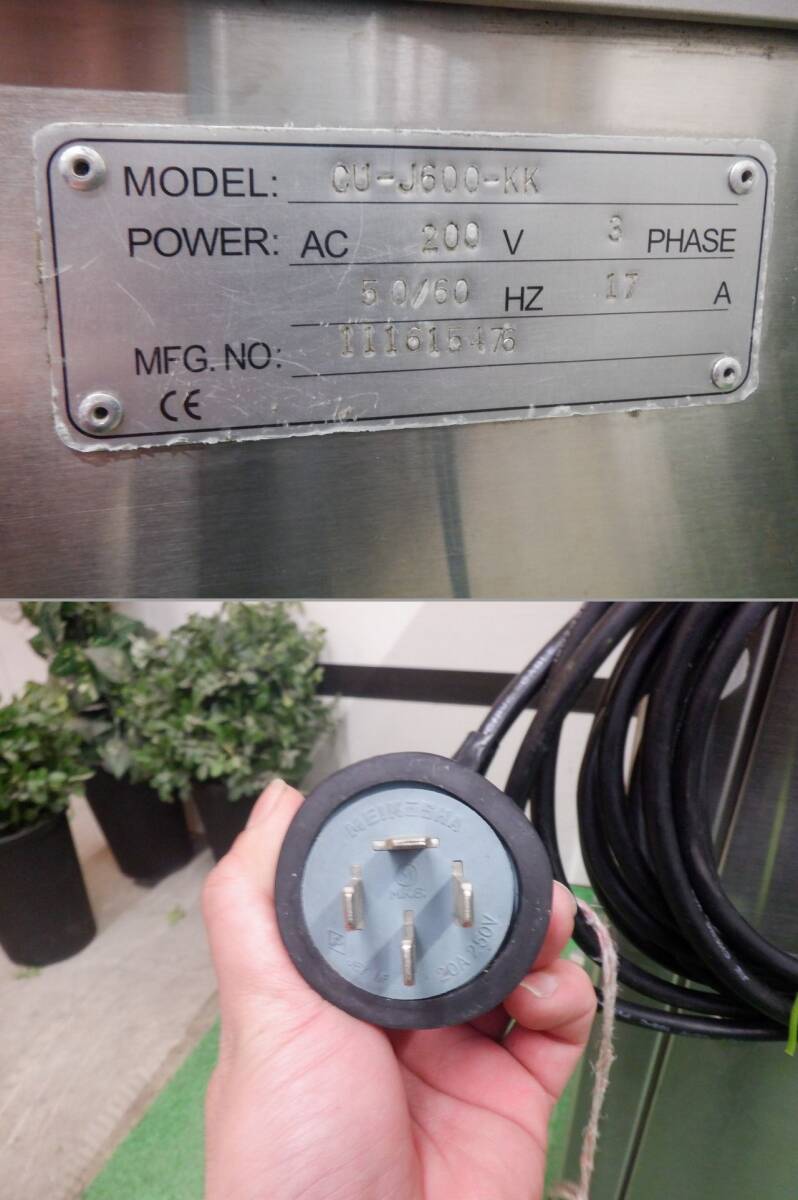 MODEL: CU-J600-KK
POWER: AC 200 V 3 PHASE
50/60 HZ 17 A
MFG. NO: 111615476
CE
MEIKOSHA
M.K.S.
20A 250V